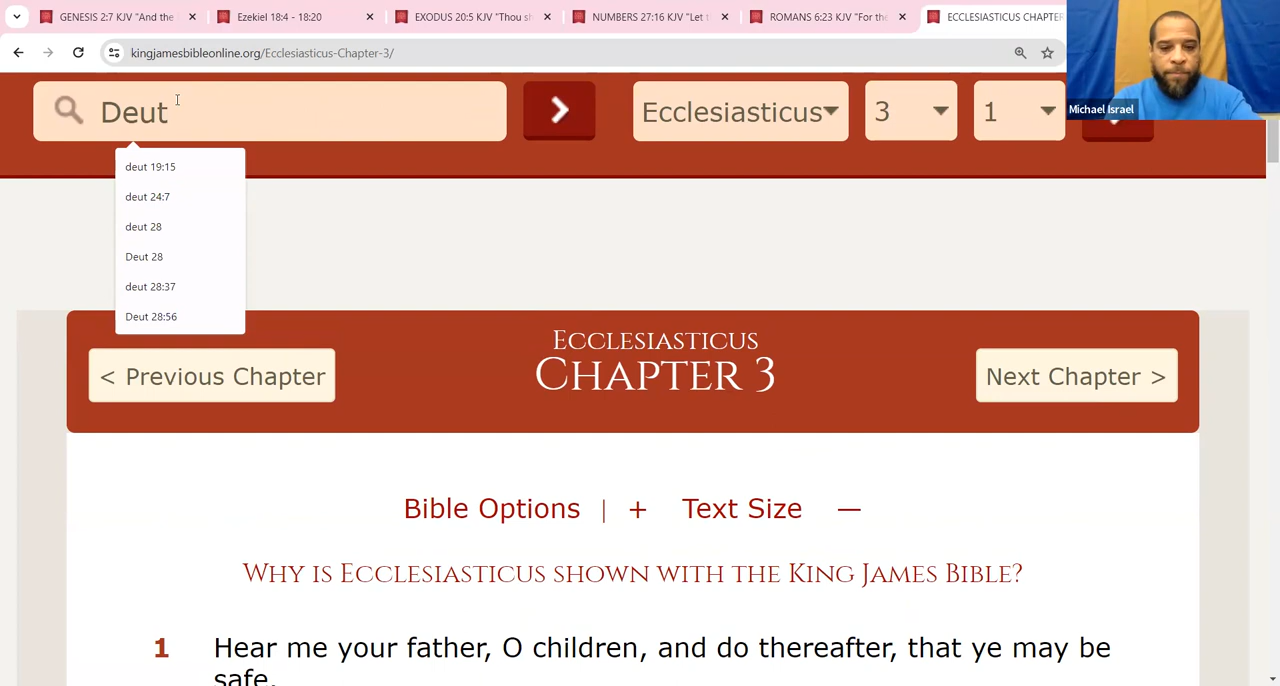 GENESIS 2:7 KJV "And the
Ezekiel 18:4 - 18:20
EXODUS 20:5 KJV "Thou sh
NUMBERS 27:16 KJV "Let t
ROMANS 6:23 KJV "For the
ECCLESIASTICUS CHAPTER
kingjamesbibleonline.org/Ecclesiasticus-Chapter-3/
Michael Israel
Deut
Ecclesiasticus
3
1
deut 19:15
deut 24:7
deut 28
Deut 28
deut 28:37
Deut 28:56
Ecclesiasticus
Chapter 3
< Previous Chapter
Next Chapter >
Bible Options | + Text Size —
Why is Ecclesiasticus shown with the King James Bible?
1 Hear me your father, O children, and do thereafter, that ye may be
safe.